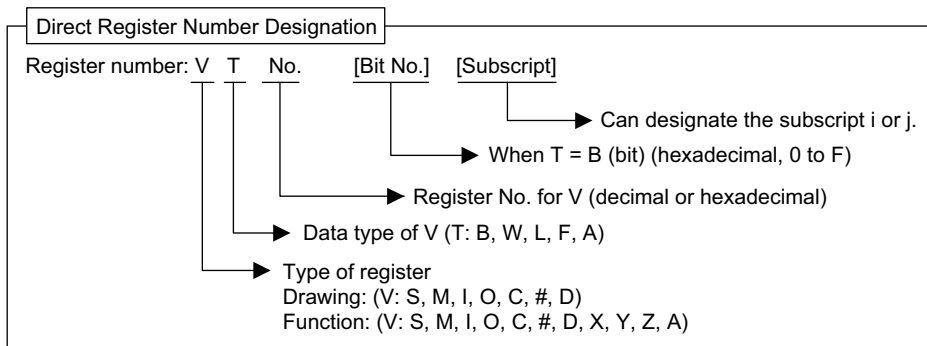 Direct Register Number Designation
Register number: V T No. [Bit No.] [Subscript]
Can designate the subscript i or j.
When T = B (bit) (hexadecimal, 0 to F)
Register No. for V (decimal or hexadecimal)
Data type of V (T: B, W, L, F, A)
Type of register
Drawing: (V: S, M, I, O, C, #, D)
Function: (V: S, M, I, O, C, #, D, X, Y, Z, A)